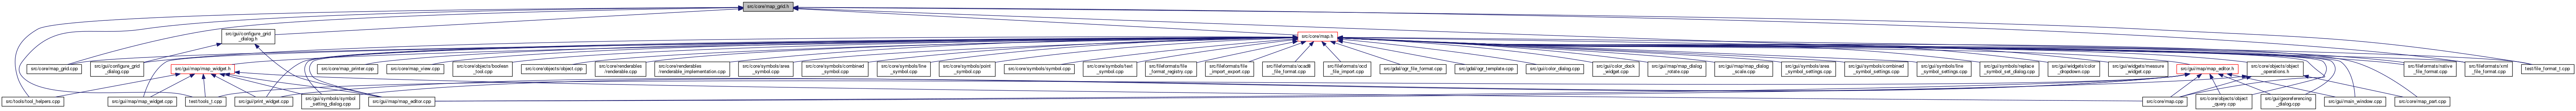 src/core/map_grid.h
src/gui/configure_grid
_dialog.h
src/core/map.h
src/core/map_grid.cpp
src/gui/configure_grid
_dialog.cpp
src/gui/map/map_widget.h
src/core/map_printer.cpp
src/core/map_view.cpp
src/core/objects/boolean
_tool.cpp
src/core/objects/object.cpp
src/core/renderables
/renderable.cpp
src/core/renderables
/renderable_implementation.cpp
src/core/symbols/area
_symbol.cpp
src/core/symbols/combined
_symbol.cpp
src/core/symbols/line
_symbol.cpp
src/core/symbols/point
_symbol.cpp
src/core/symbols/symbol.cpp
src/core/symbols/text
_symbol.cpp
src/fileformats/file
_format_registry.cpp
src/fileformats/file
_import_export.cpp
src/fileformats/ocad8
_file_format.cpp
src/fileformats/ocd
_file_import.cpp
src/gdal/ogr_file_format.cpp
src/gdal/ogr_template.cpp
src/gui/color_dialog.cpp
src/gui/color_dock
_widget.cpp
src/gui/map/map_dialog
_rotate.cpp
src/gui/map/map_dialog
_scale.cpp
src/gui/symbols/area
_symbol_settings.cpp
src/gui/symbols/combined
_symbol_settings.cpp
src/gui/symbols/line
_symbol_settings.cpp
src/gui/symbols/replace
_symbol_set_dialog.cpp
src/gui/widgets/color
_dropdown.cpp
src/gui/widgets/measure
_widget.cpp
src/gui/map/map_editor.h
src/core/objects/object
_operations.h
src/fileformats/native
_file_format.cpp
src/fileformats/xml
_file_format.cpp
test/file_format_t.cpp
src/tools/tool_helpers.cpp
src/gui/map/map_widget.cpp
test/tools_t.cpp
src/gui/print_widget.cpp
src/gui/symbols/symbol
_setting_dialog.cpp
src/gui/map/map_editor.cpp
src/core/map.cpp
src/core/objects/object
_query.cpp
src/gui/georeferencing
_dialog.cpp
src/gui/main_window.cpp
src/core/map_part.cpp